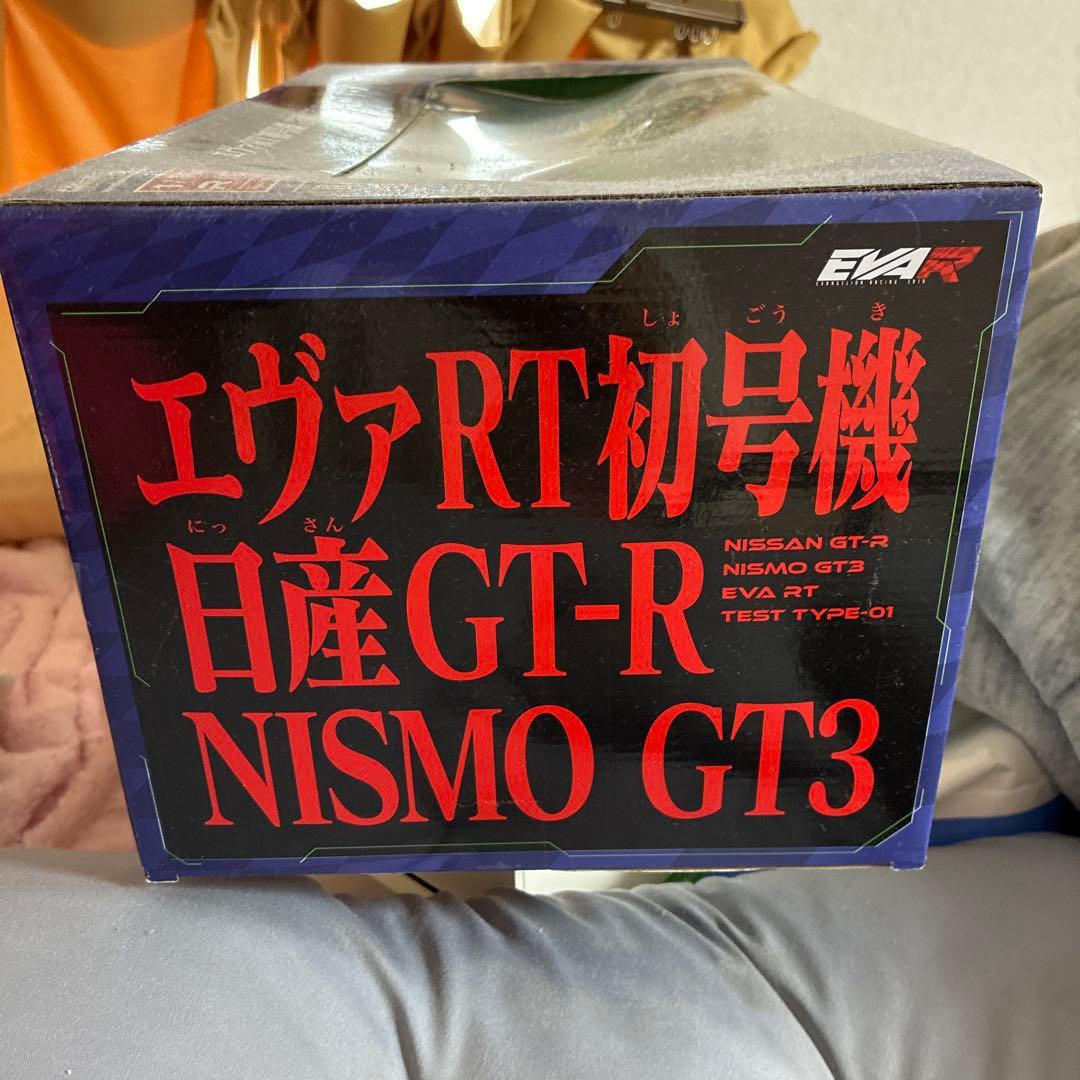 EVAR
EVANGELION RACING
しょ ごう き
エヴァRT初号機
にっ さん
日産GT-R
NISSAN GT-R
NISMO GT3
EVA RT
TEST TYPE-01
NISMO GT3